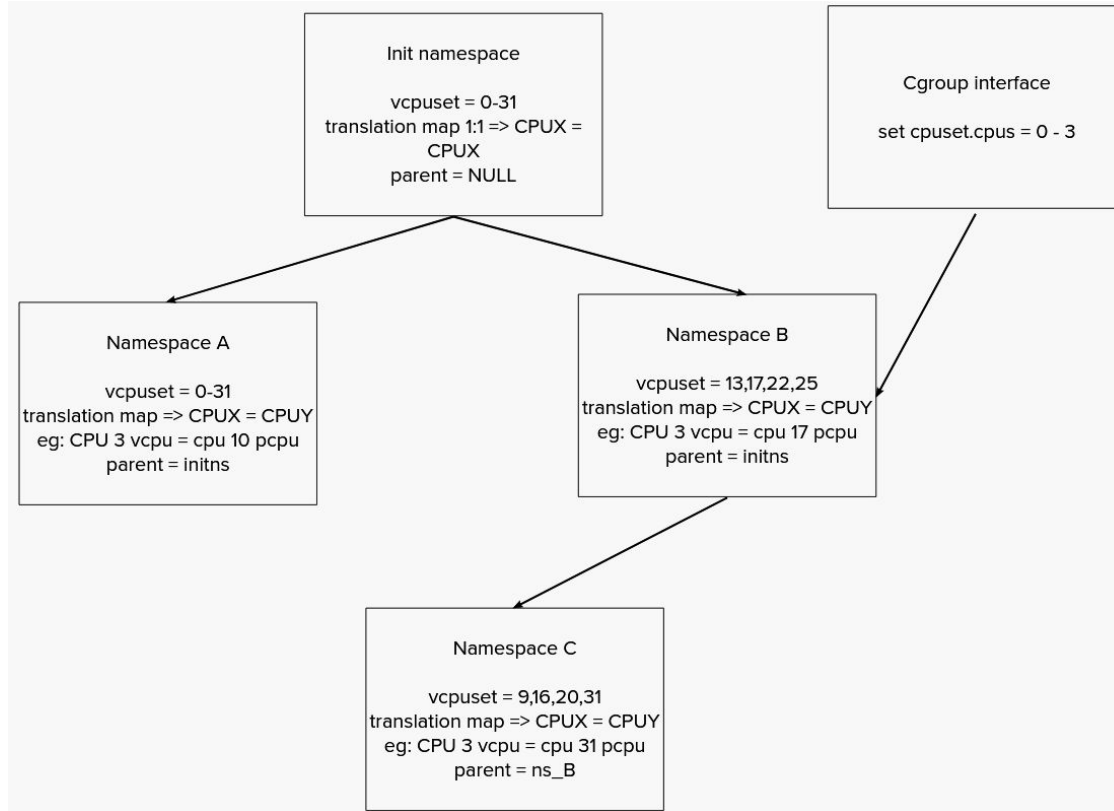 Init namespace
vcpuset = 0-31
translation map 1:1 => CPUX =
CPUX
parent = NULL
Cgroup interface
set cpuset.cpus = 0 - 3
Namespace A
vcpuset = 0-31
translation map => CPUX = CPUY
eg: CPU 3 vcpu = cpu 10 pcpu
parent = initns
Namespace B
vcpuset = 13,17,22,25
translation map => CPUX = CPUY
eg: CPU 3 vcpu = cpu 17 pcpu
parent = initns
Namespace C
vcpuset = 9,16,20,31
translation map => CPUX = CPUY
eg: CPU 3 vcpu = cpu 31 pcpu
parent = ns_B